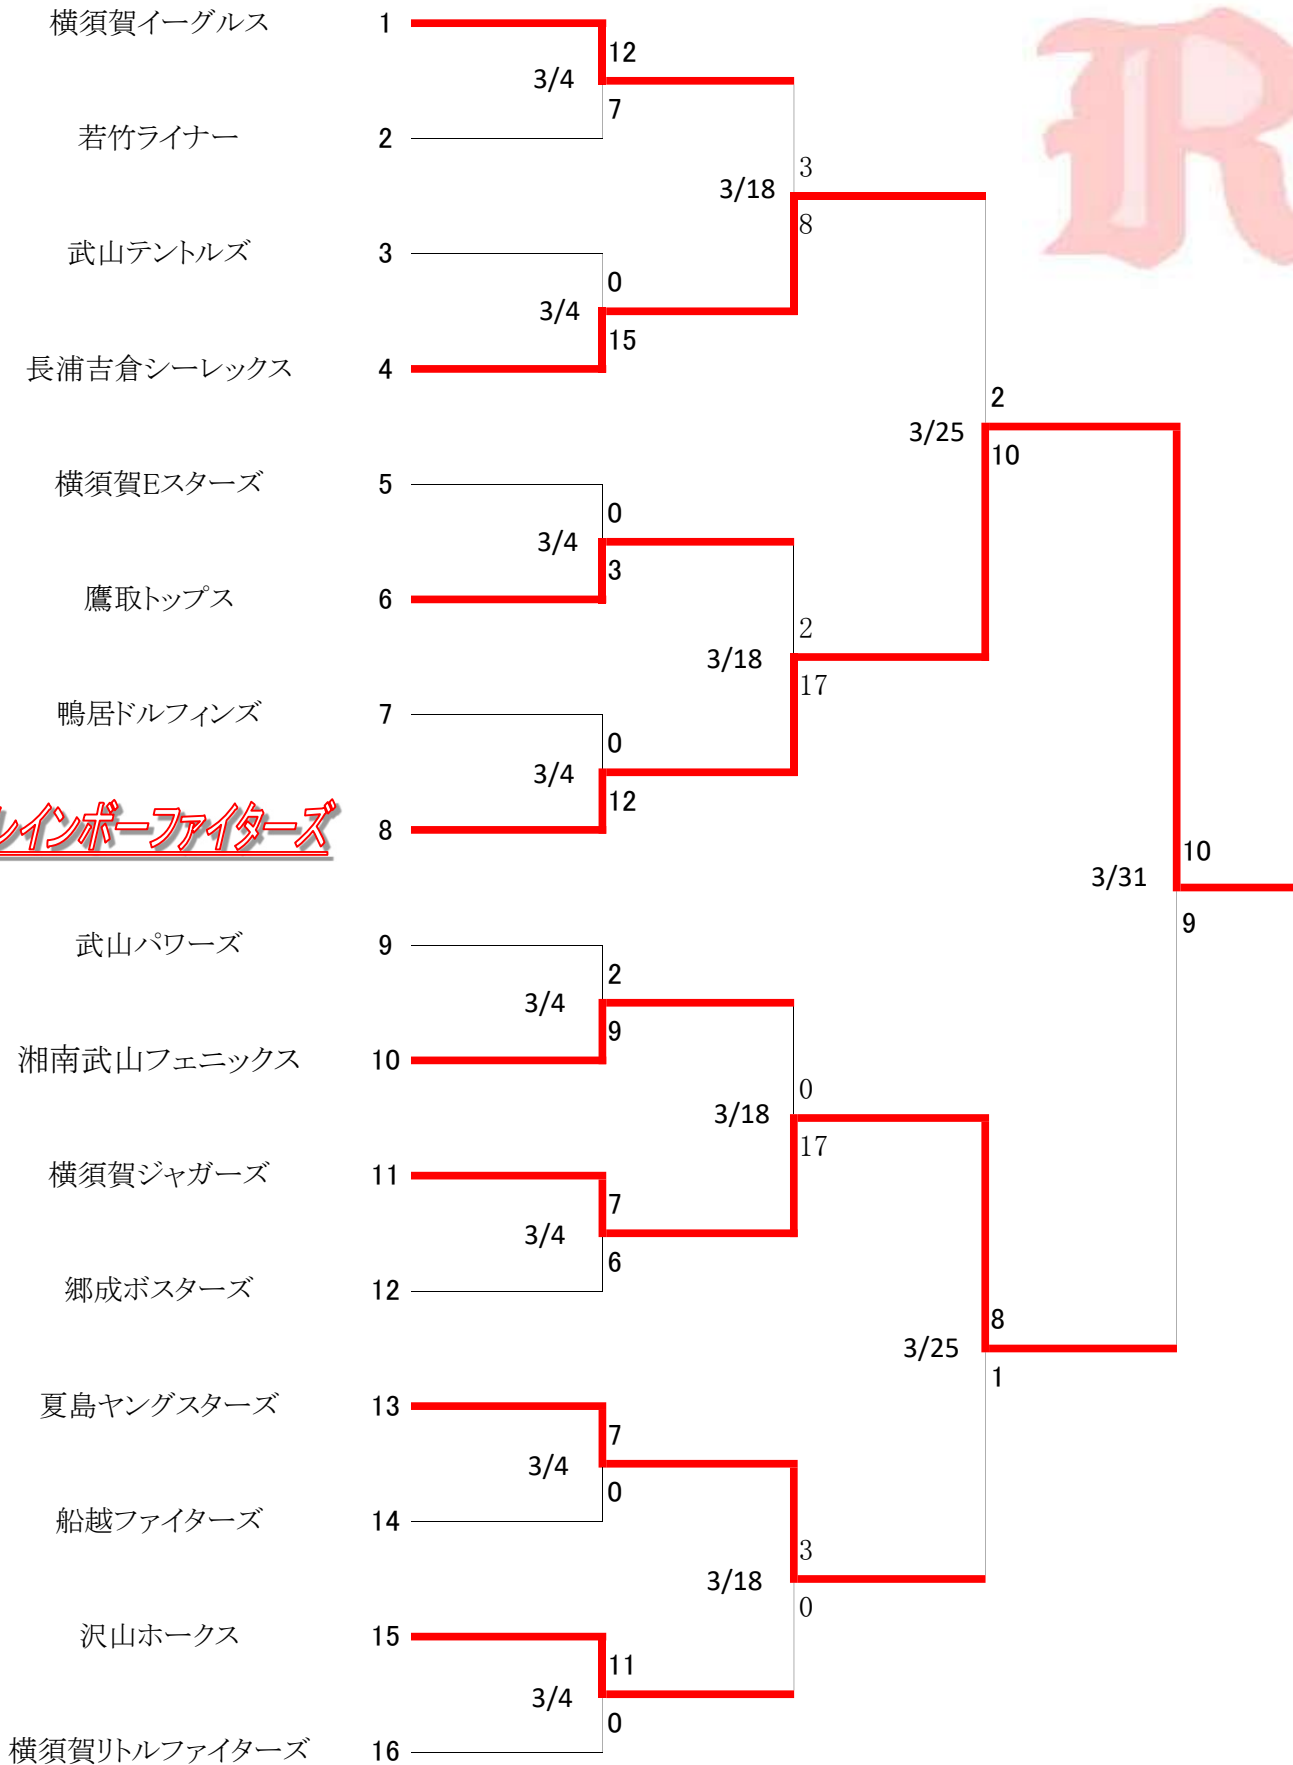 横須賀イーグルス 1
12
3/4
7
若竹ライナー 2
3
3/18
8
武山テントルズ 3
0
3/4
15
長浦吉倉シーレックス 4
2
3/25
10
横須賀Eスターズ 5
0
3/4
3
鷹取トップス 6
2
3/18
17
鴨居ドルフィンズ 7
0
3/4
12
レインボーファイターズ 8
10
3/31
9
武山パワーズ 9
2
3/4
9
湘南武山フェニックス 10
0
3/18
17
横須賀ジャガーズ 11
7
3/4
6
郷成ボスターズ 12
8
3/25
1
夏島ヤングスターズ 13
7
3/4
0
船越ファイターズ 14
3
3/18
0
沢山ホークス 15
11
3/4
0
横須賀リトルファイターズ 16
R